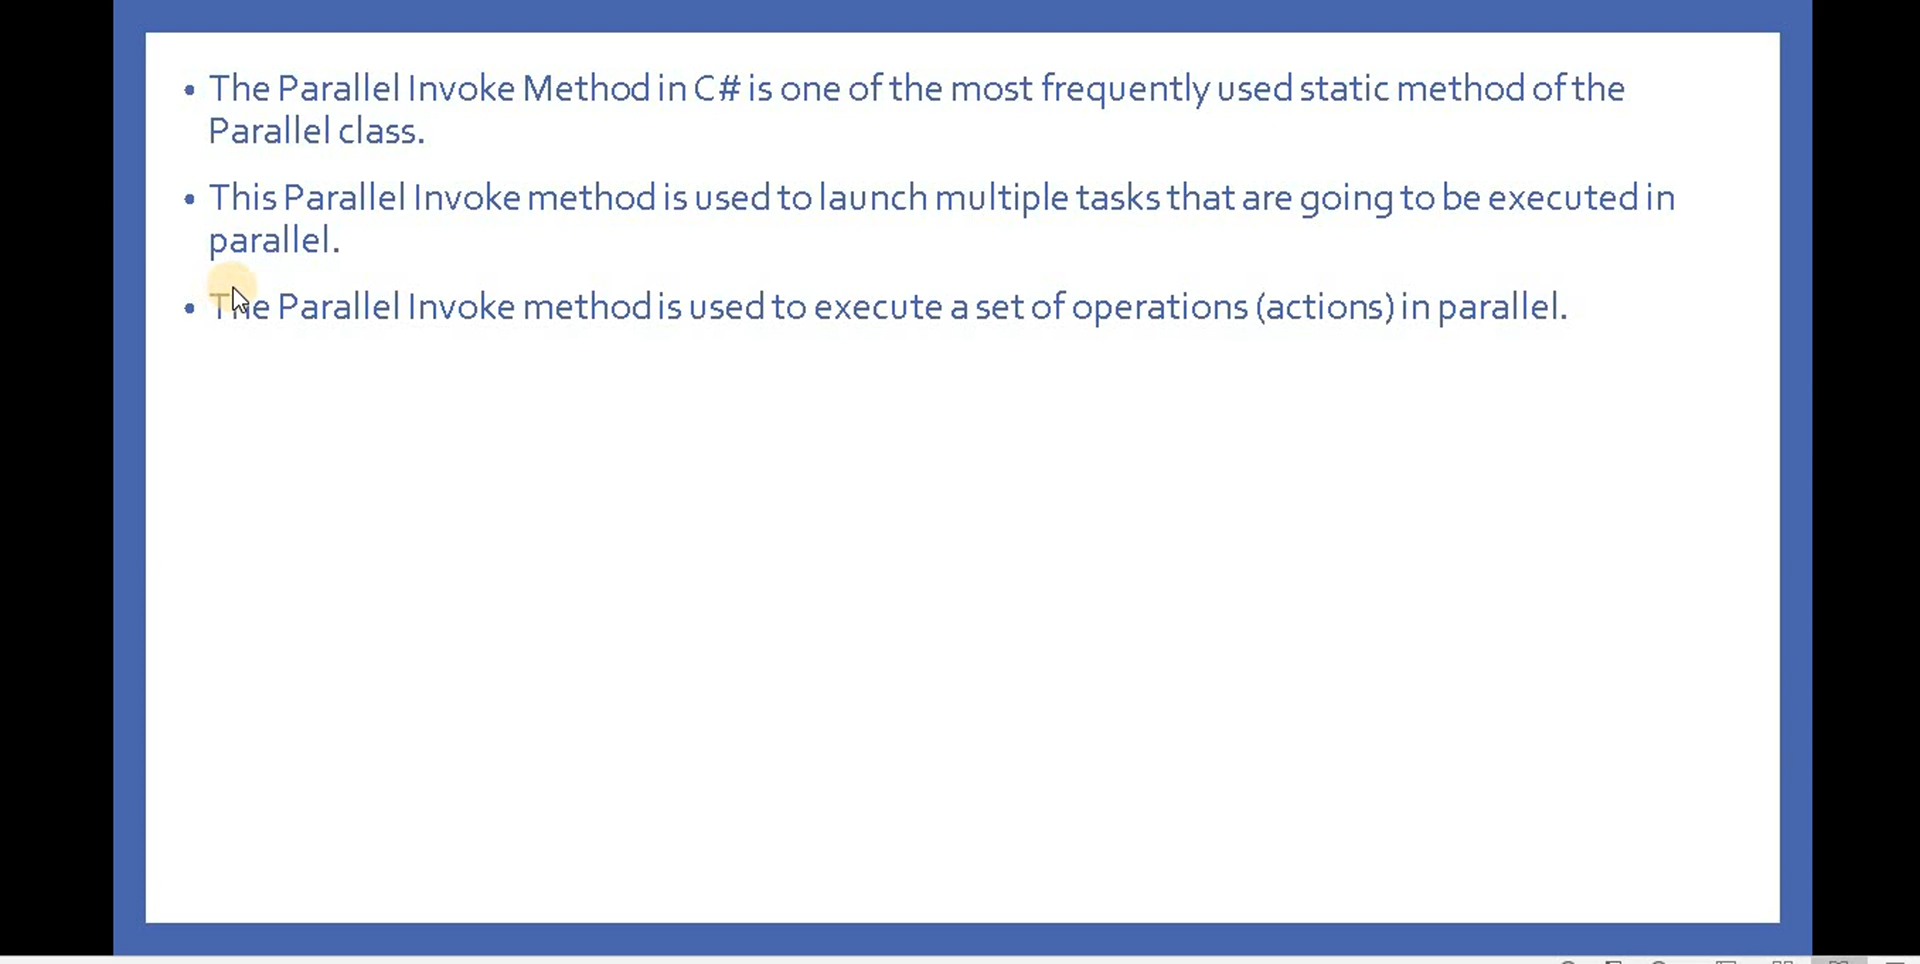 • The Parallel Invoke Method in C# is one of the most frequently used static method of the
Parallel class.
• This Parallel Invoke method is used to launch multiple tasks that are going to be executed in
parallel.
• The Parallel Invoke method is used to execute a set of operations (actions) in parallel.